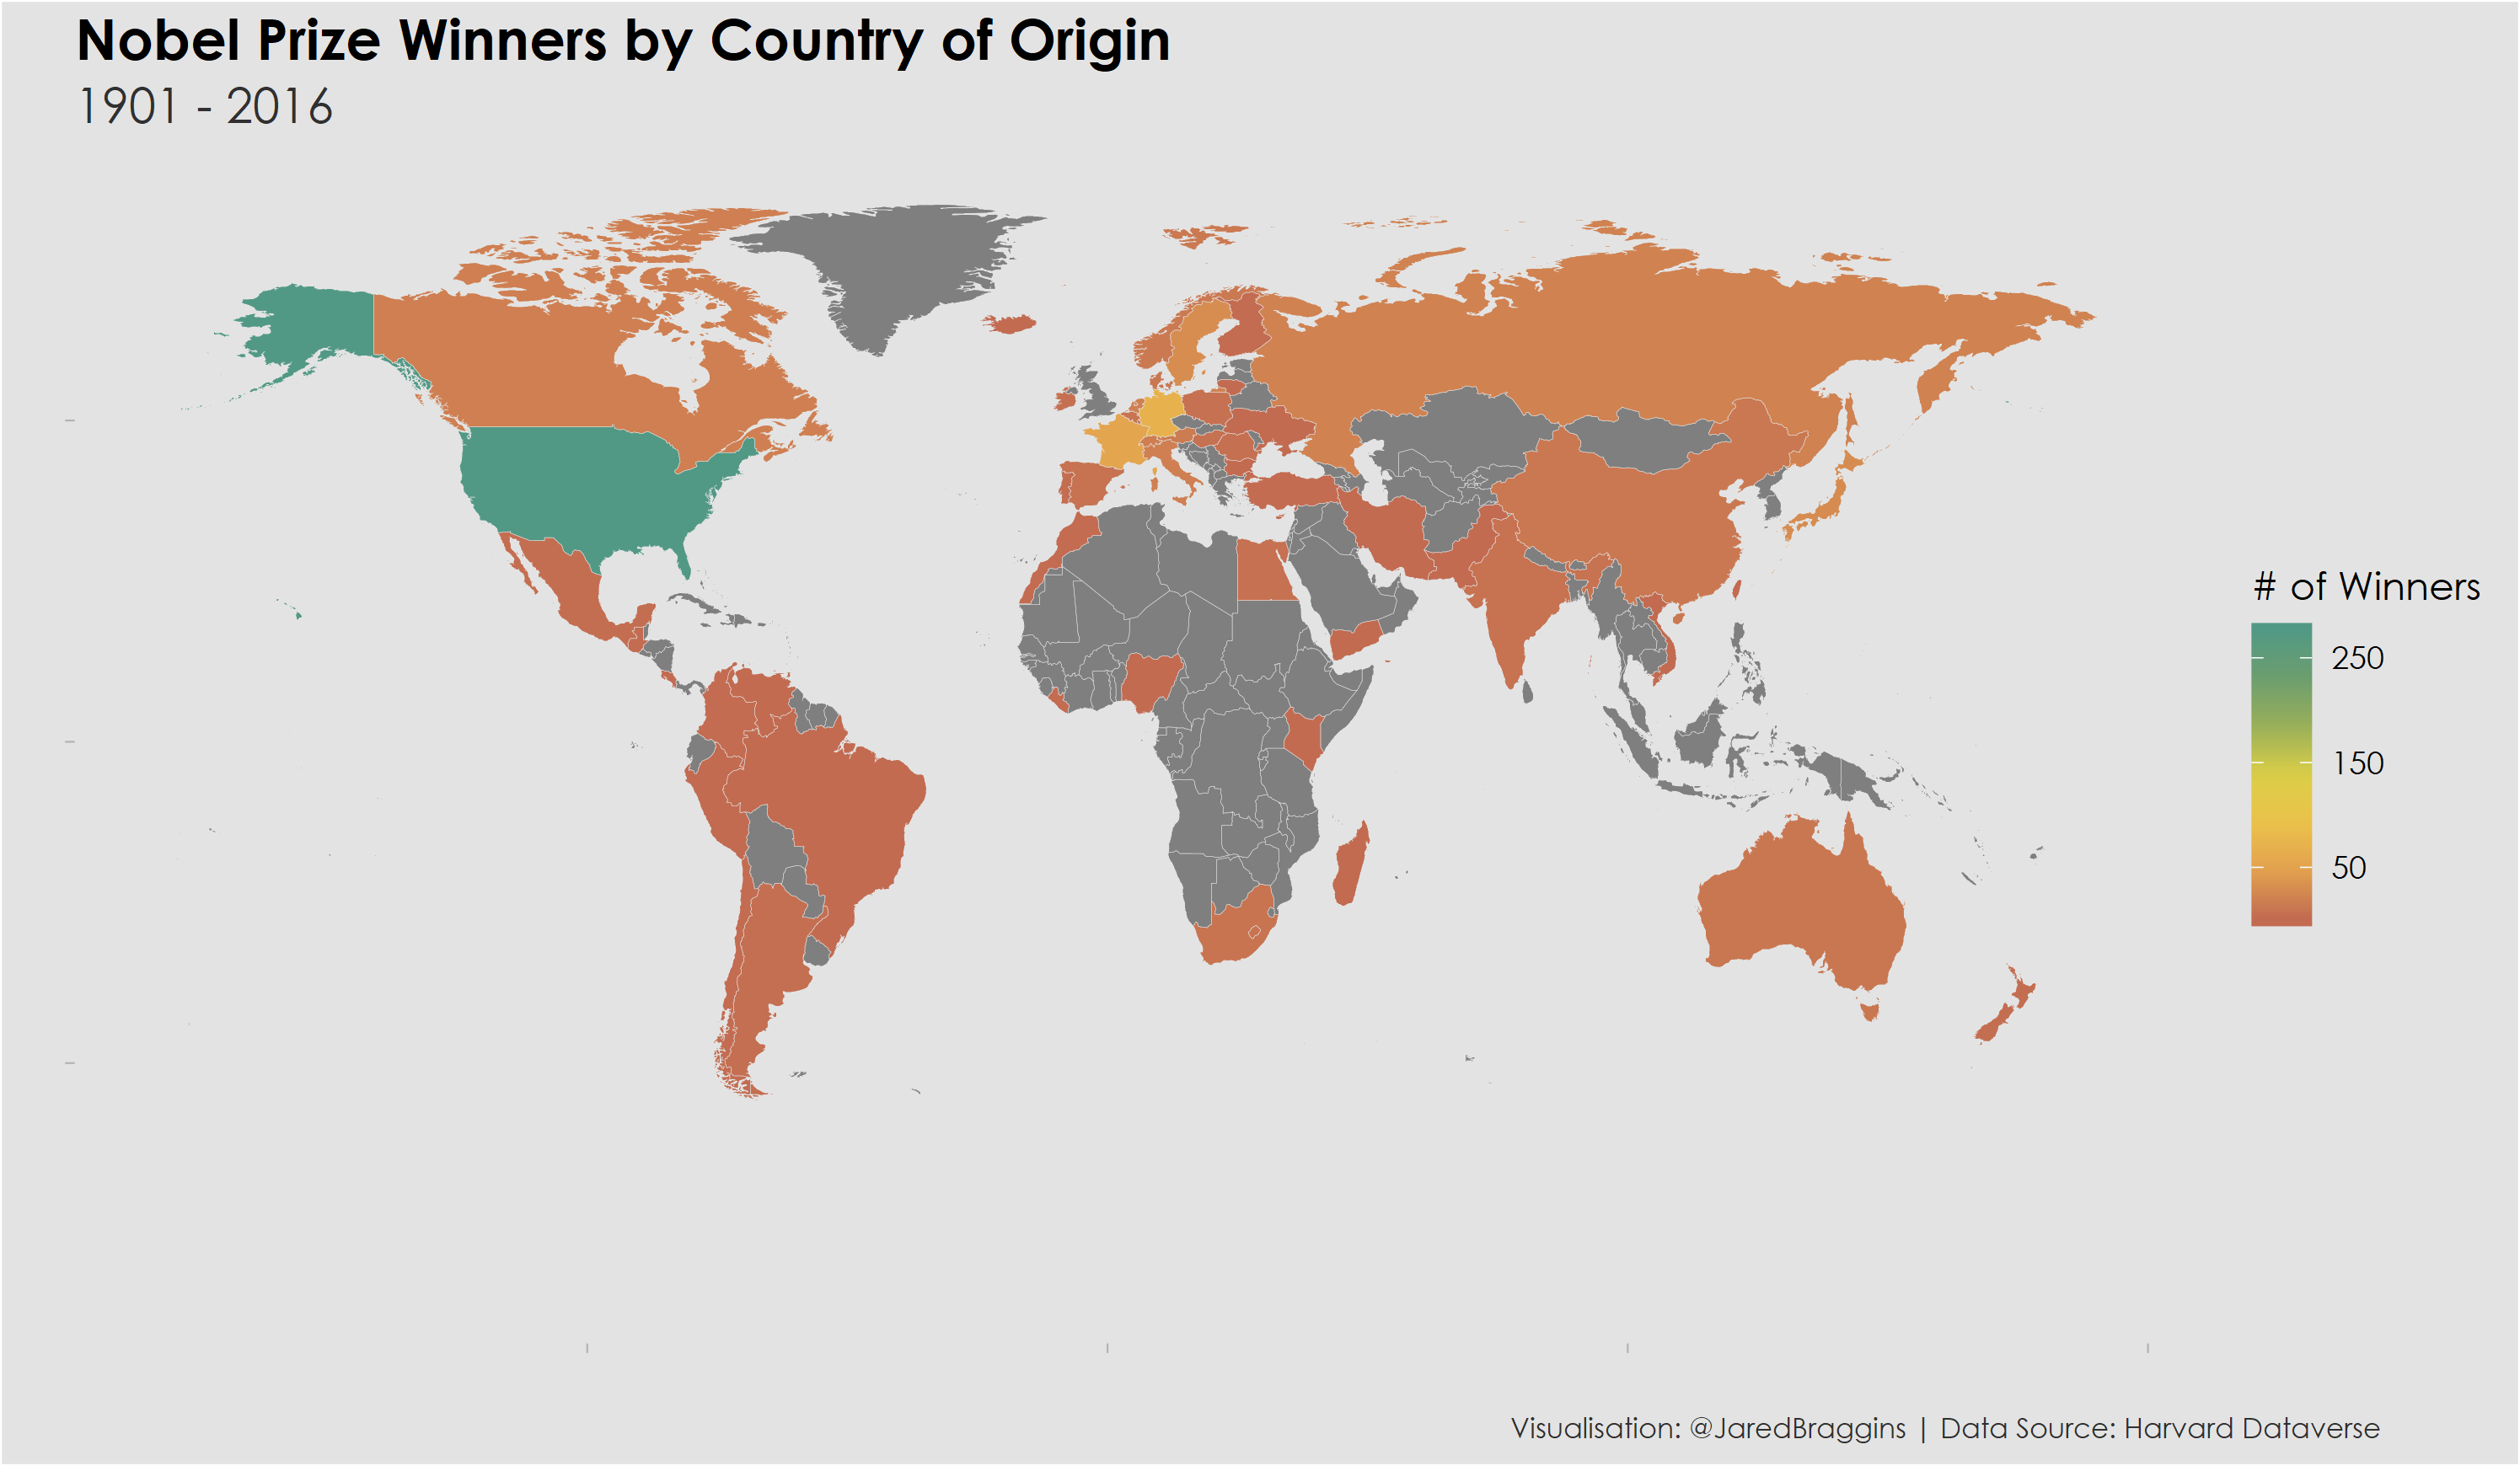 Nobel Prize Winners by Country of Origin
1901 - 2016
# of Winners
250
150
50
Visualisation: @JaredBraggins | Data Source: Harvard Dataverse